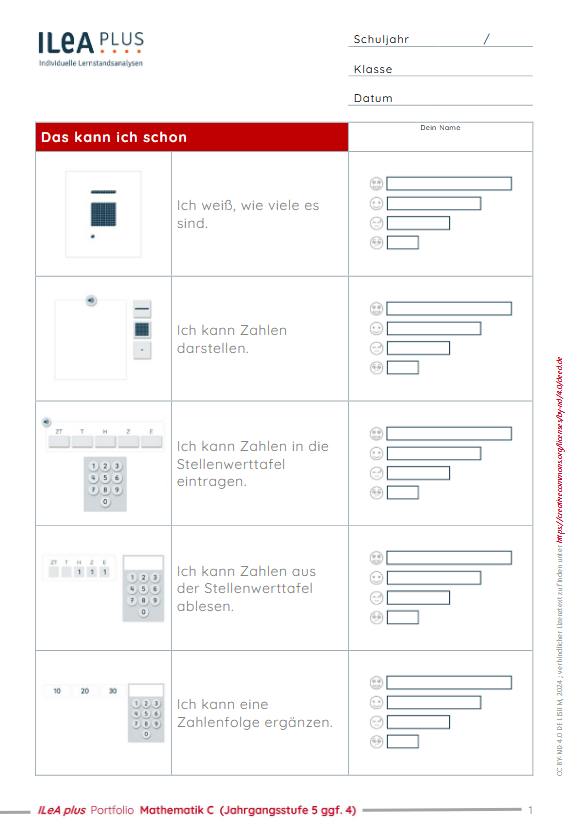 ILeA PLUS
Individuelle Lernstandsanalysen
Schuljahr /
Klasse
Datum
Das kann ich schon
Dein Name
Ich weiß, wie viele es
sind.
Ich kann Zahlen
darstellen.
ZT T H Z E
1 2 3
4 5 6
7 8 9
0
Ich kann Zahlen in die
Stellenwerttafel
eintragen.
ZT T H Z E
1 1 1
1 2 3
4 5 6
7 8 9
0
Ich kann Zahlen aus
der Stellenwerttafel
ablesen.
10 20 30
1 2 3
4 5 6
7 8 9
0
Ich kann eine
Zahlenfolge ergänzen.
CC BY-ND 4.0 DE LISUM, 2024 ; verbindlicher Lizenztext zu finden unter https://creativecommons.org/licenses/by-nd/4.0/deed.de
ILeA plus Portfolio Mathematik C (Jahrgangsstufe 5 ggf. 4) 1